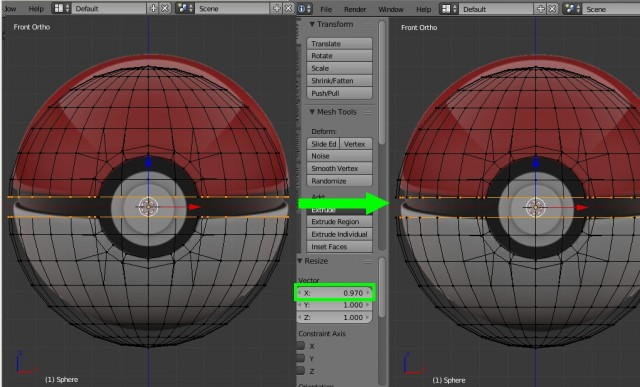 dow Help Default Scene
File Render Window Help Default Scene
Front Ortho
Transform
Translate
Rotate
Scale
Shrink/Fatten
Push/Pull
Mesh Tools
Deform:
Slide Ed Vertex
Noise
Smooth Vertex
Randomize
Add
Extrude
Extrude Region
Extrude Individual
Inset Faces
Resize
Vector
X: 0.970
Y: 1.000
Z: 1.000
Constraint Axis
X
Y
Z
Orientation
(1) Sphere
Front Ortho
(1) Sphere